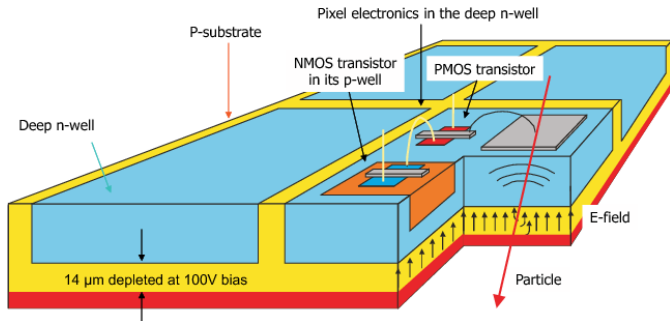 Pixel electronics in the deep n-well
P-substrate
NMOS transistor
in its p-well
PMOS transistor
Deep n-well
E-field
14 µm depleted at 100V bias
Particle